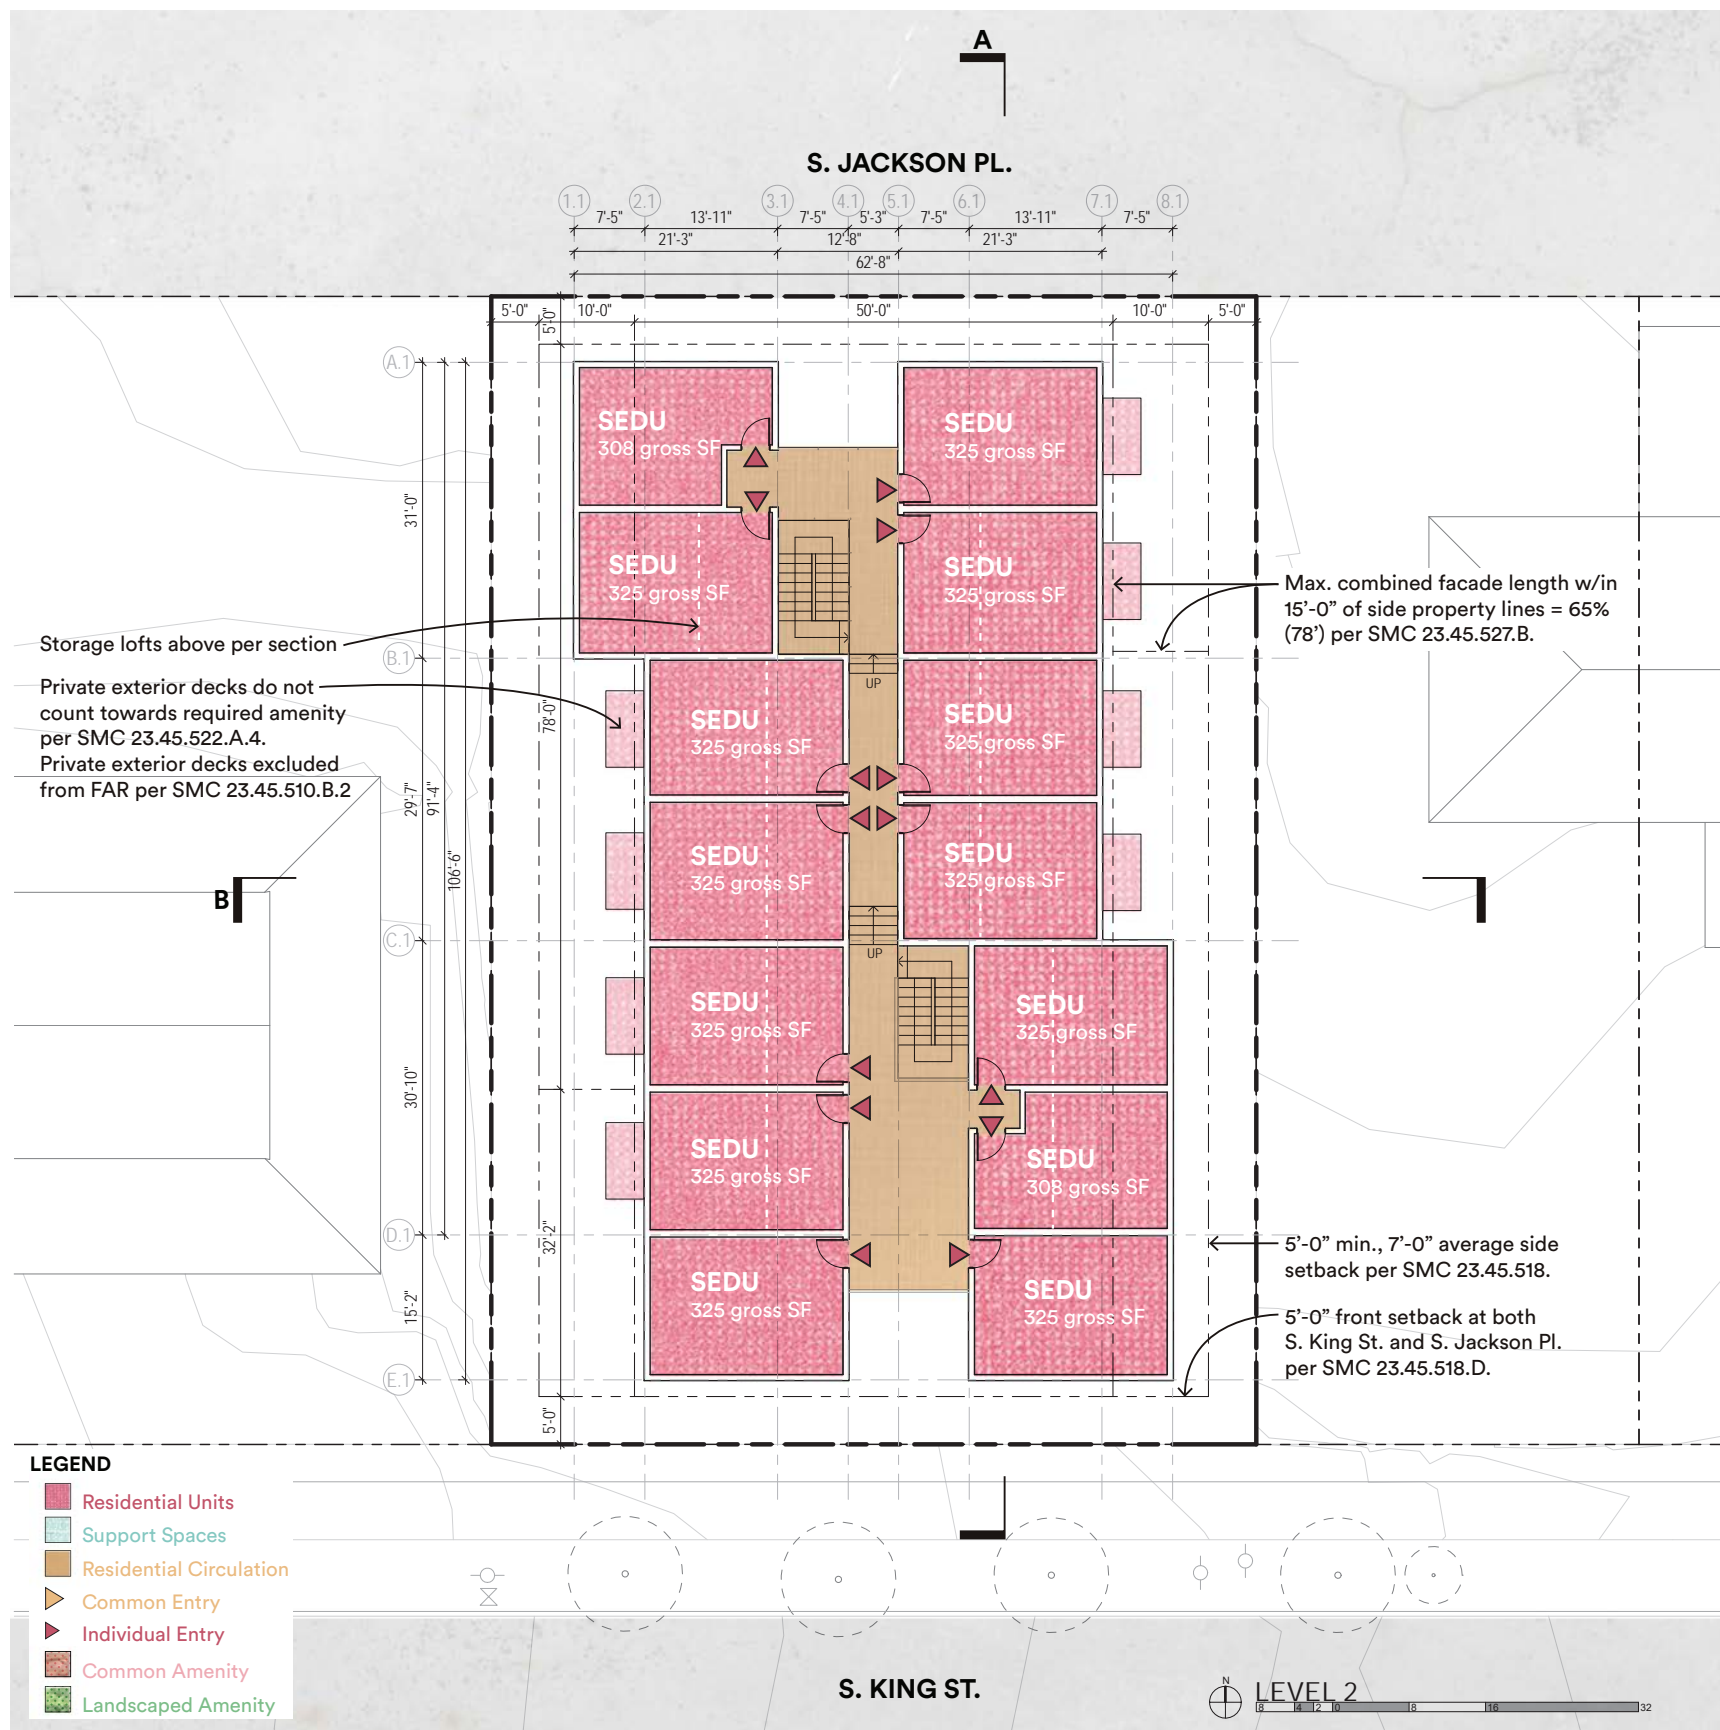 A
S. JACKSON PL.
1.1 2.1 3.1 4.1 5.1 6.1 7.1 8.1
7'-5" 13'-11" 7'-5" 5'-3" 7'-5" 13'-11" 7'-5"
21'-3" 12'-8" 21'-3"
62'-8"
5'-0" 10'-0" 50'-0" 10'-0" 5'-0"
5'-0"
A.1
SEDU
308 gross SF
SEDU
325 gross SF
31'-0"
SEDU
325 gross SF
SEDU
325 gross SF
Max. combined facade length w/in
15'-0" of side property lines = 65%
(78') per SMC 23.45.527.B.
Storage lofts above per section
B.1
Private exterior decks do not
count towards required amenity
per SMC 23.45.522.A.4.
Private exterior decks excluded
from FAR per SMC 23.45.510.B.2
UP
78'-0"
SEDU
325 gross SF
SEDU
325 gross SF
29'-7"
91'-4"
106'-6"
SEDU
325 gross SF
SEDU
325 gross SF
B
C.1
UP
SEDU
325 gross SF
SEDU
325 gross SF
30'-10"
SEDU
325 gross SF
SEDU
308 gross SF
D.1
32'-2"
5'-0" min., 7'-0" average side
setback per SMC 23.45.518.
SEDU
325 gross SF
SEDU
325 gross SF
15'-2"
5'-0" front setback at both
S. King St. and S. Jackson Pl.
per SMC 23.45.518.D.
E.1
5'-0"
LEGEND
Residential Units
Support Spaces
Residential Circulation
Common Entry
Individual Entry
Common Amenity
Landscaped Amenity
S. KING ST.
N
LEVEL 2
8 4 2 0 8 16 32